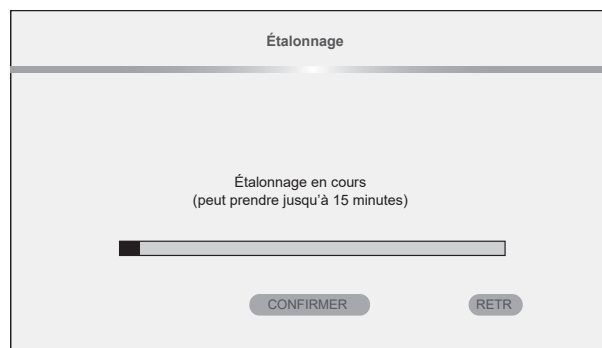 Étalonnage
Étalonnage en cours
(peut prendre jusqu’à 15 minutes)
CONFIRMER
RETR